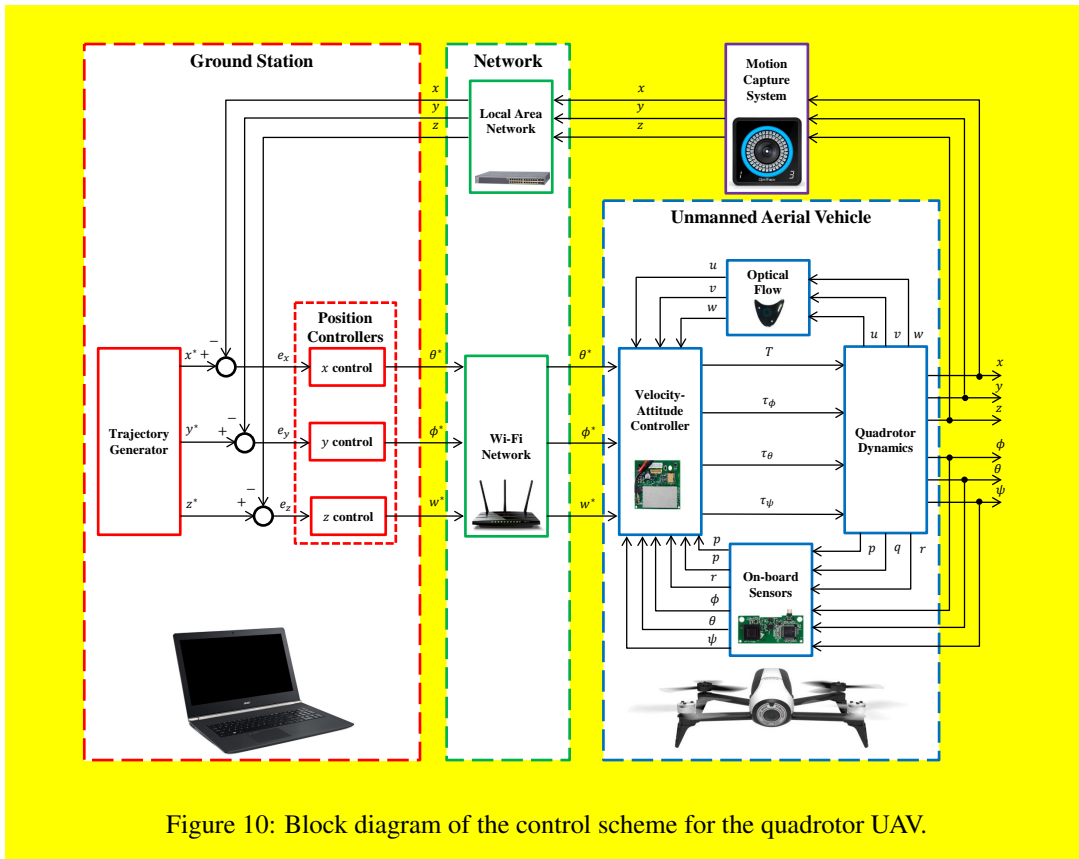 Ground Station
Network
Motion
Capture
System
x
y
z
Local Area
Network
x
y
z
1 3
Unmanned Aerial Vehicle
u
v
w
Optical
Flow
u v w
Position
Controllers
Trajectory
Generator
x* + −
e_x
x control
θ*
θ*
y* + −
e_y
y control
ϕ*
Wi-Fi
Network
ϕ*
z* + −
e_z
z control
w*
w*
Velocity-
Attitude
Controller
T
τ_ϕ
τ_θ
τ_ψ
Quadrotor
Dynamics
x
y
z
ϕ
θ
ψ
p q r
p
p
r
ϕ
θ
ψ
On-board
Sensors
Figure 10: Block diagram of the control scheme for the quadrotor UAV.